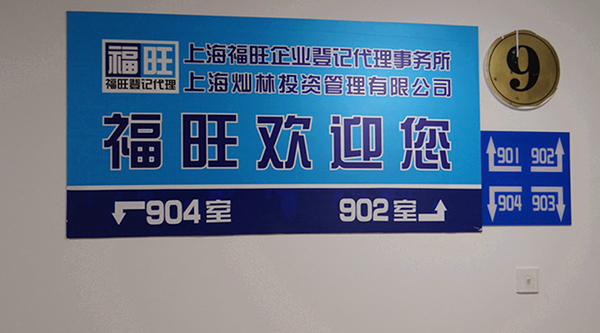 福旺
福旺登记代理
上海福旺企业登记代理事务所
上海灿林投资管理有限公司
福旺欢迎您
904室
902室
9
901 902
904 903